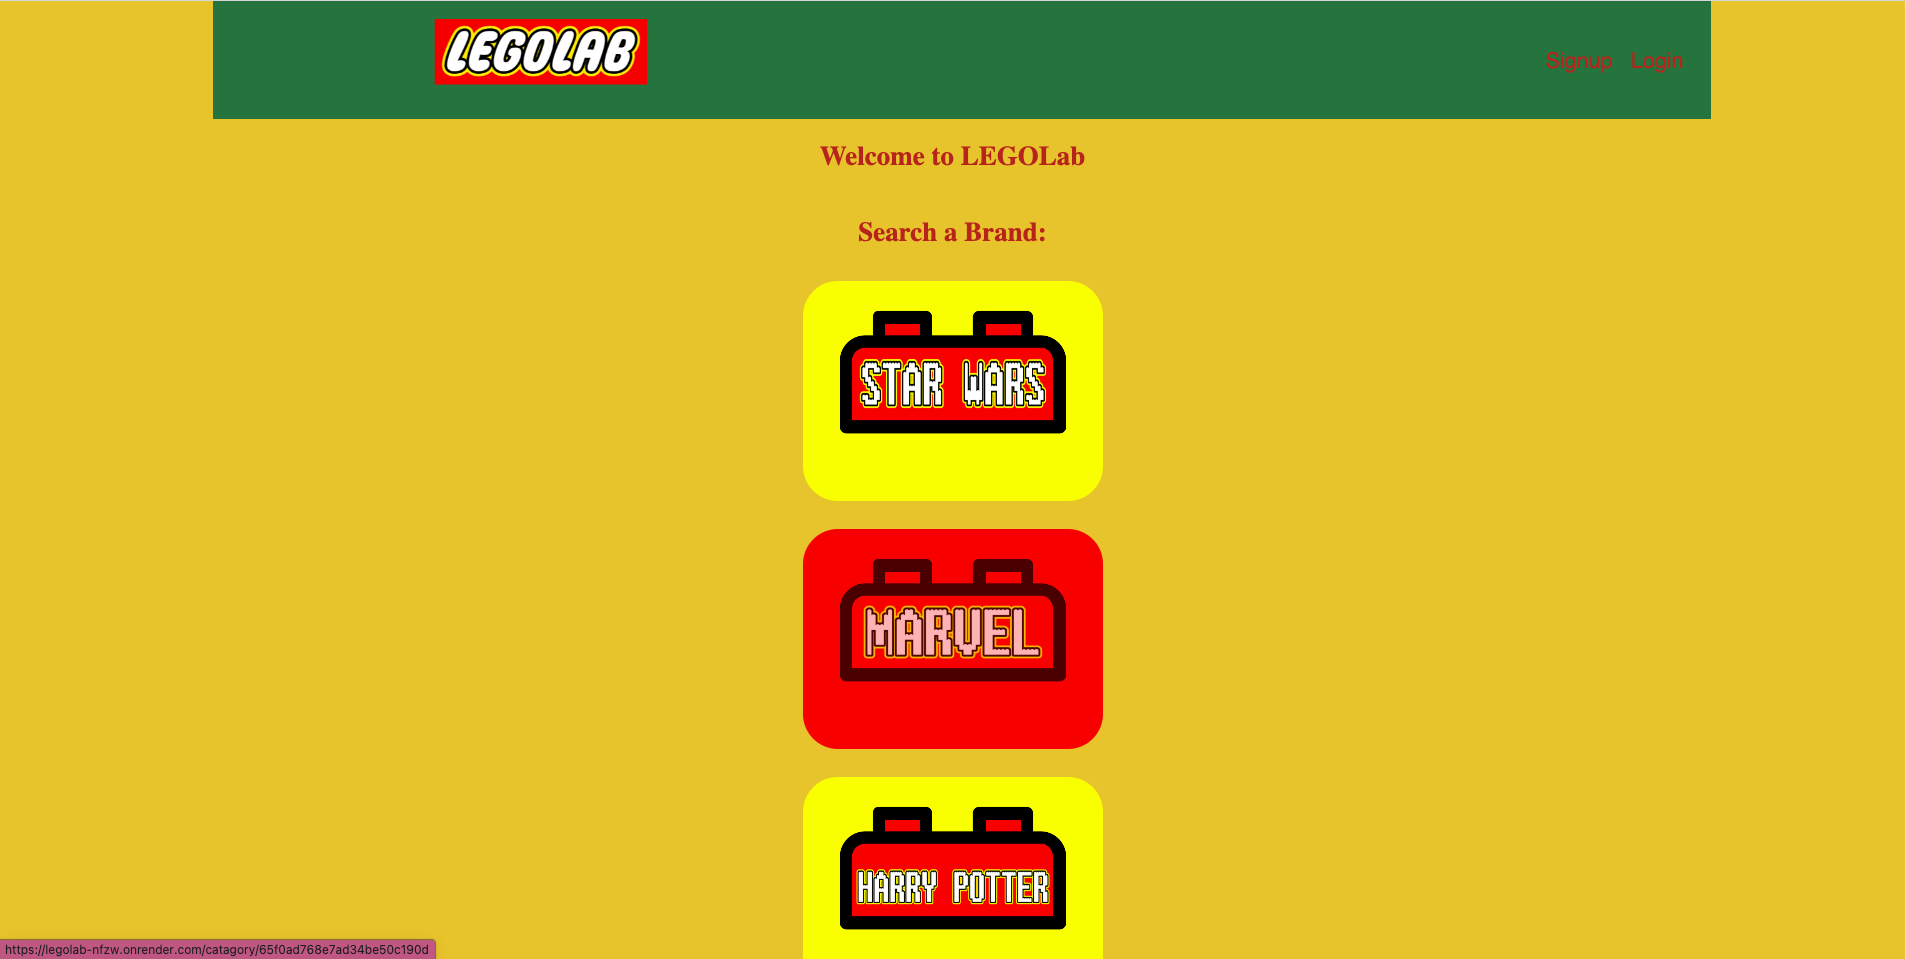 LEGOLAB
Signup Login
Welcome to LEGOLab
Search a Brand:
STAR WARS
MARVEL
HARRY POTTER
https://legolab-nfzw.onrender.com/catagory/65f0ad768e7ad34be50c190d